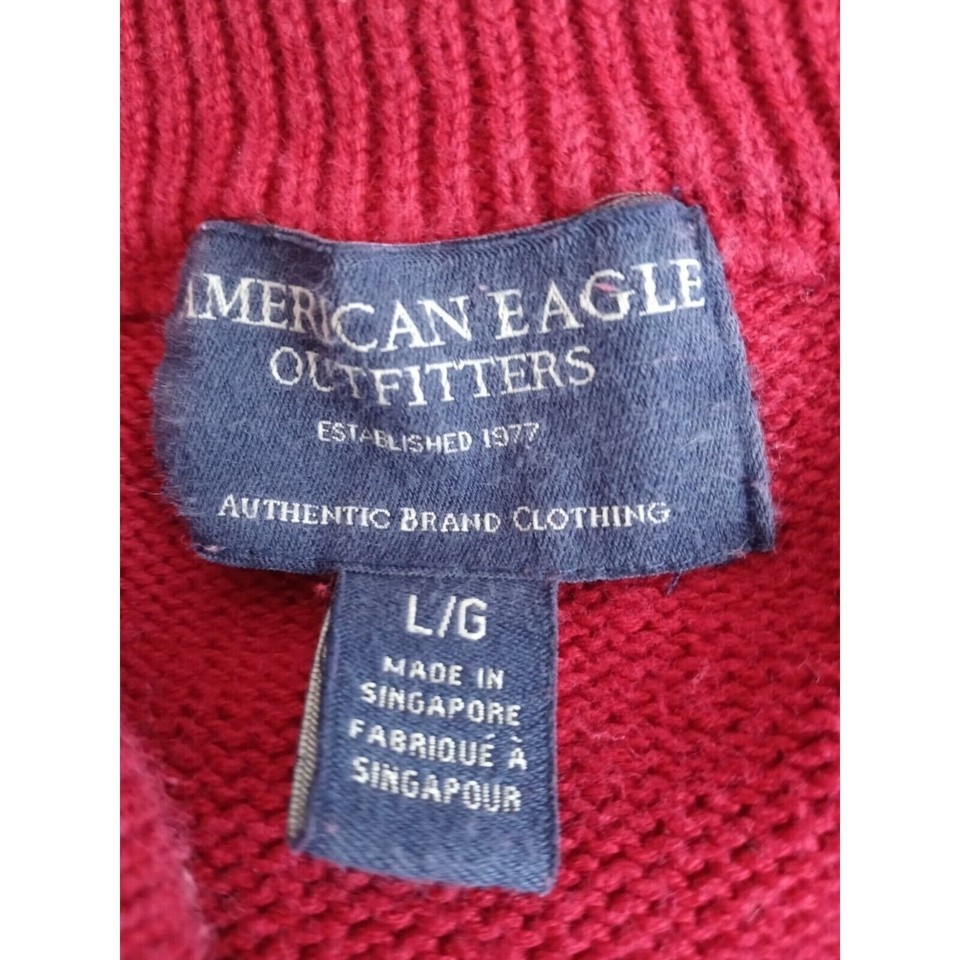 AMERICAN EAGLE
OUTFITTERS
ESTABLISHED 1977
AUTHENTIC BRAND CLOTHING
L/G
MADE IN
SINGAPORE
FABRIQUÉ À
SINGAPOUR